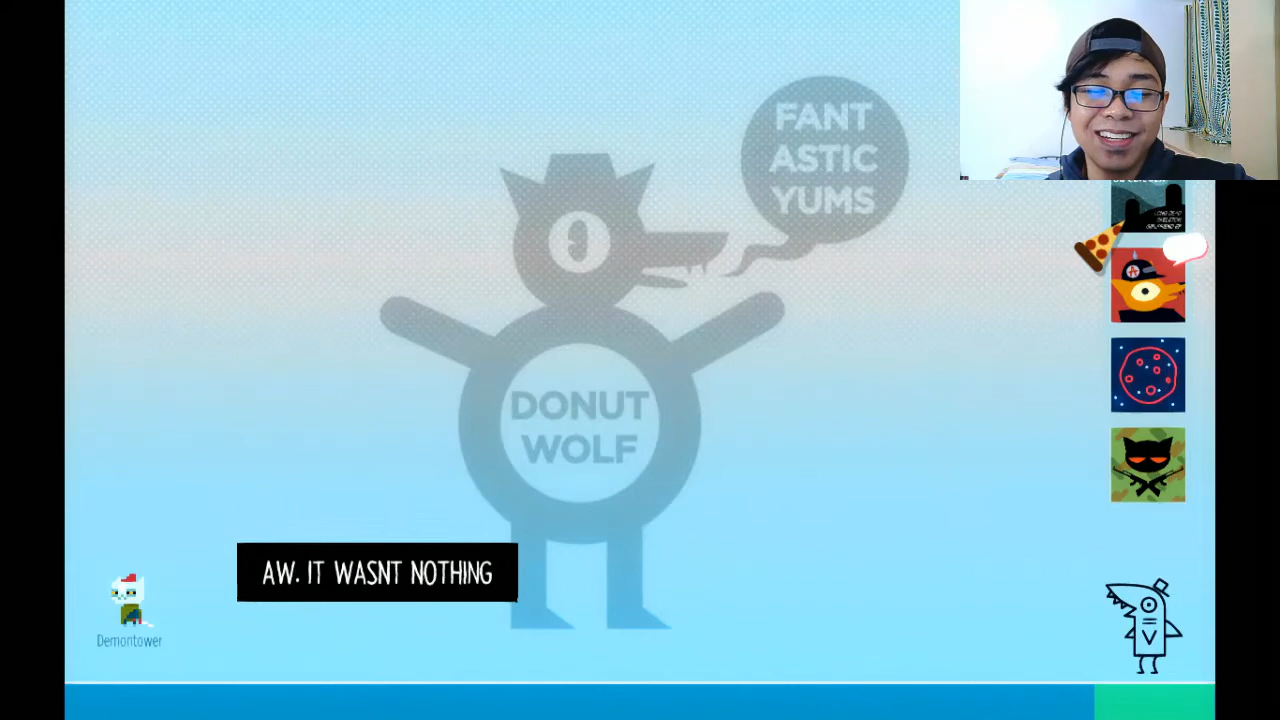 FANT
ASTIC
YUMS
DONUT
WOLF
AW. IT WASNT NOTHING
Demontower